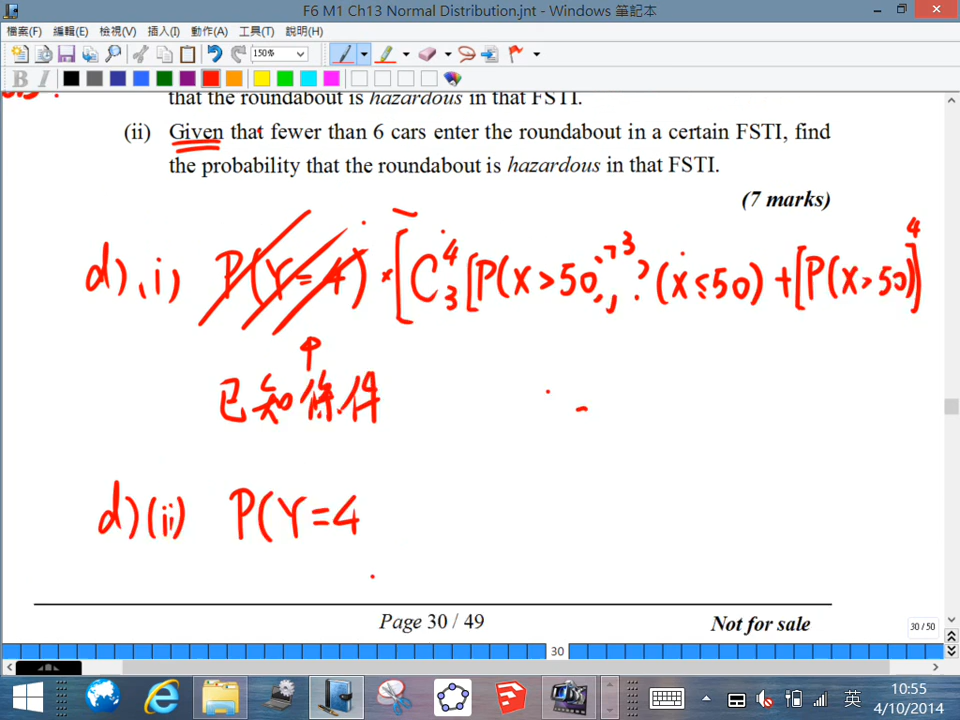 F6 M1 Ch13 Normal Distribution.jnt - Windows 筆記本
檔案(F) 編輯(E) 檢視(V) 插入(I) 動作(A) 工具(T) 說明(H)
150%
B I
that the roundabout is hazardous in that FSTI.
(ii) Given that fewer than 6 cars enter the roundabout in a certain FSTI, find
the probability that the roundabout is hazardous in that FSTI.
(7 marks)
d).i) P(Y=4) × [C⁴₃[P(X>50)]³P(X≤50) + [P(X>50)]⁴
已知條件
d)(ii) P(Y=4
Page 30 / 49 Not for sale
30 / 50
30
英
10:55
4/10/2014